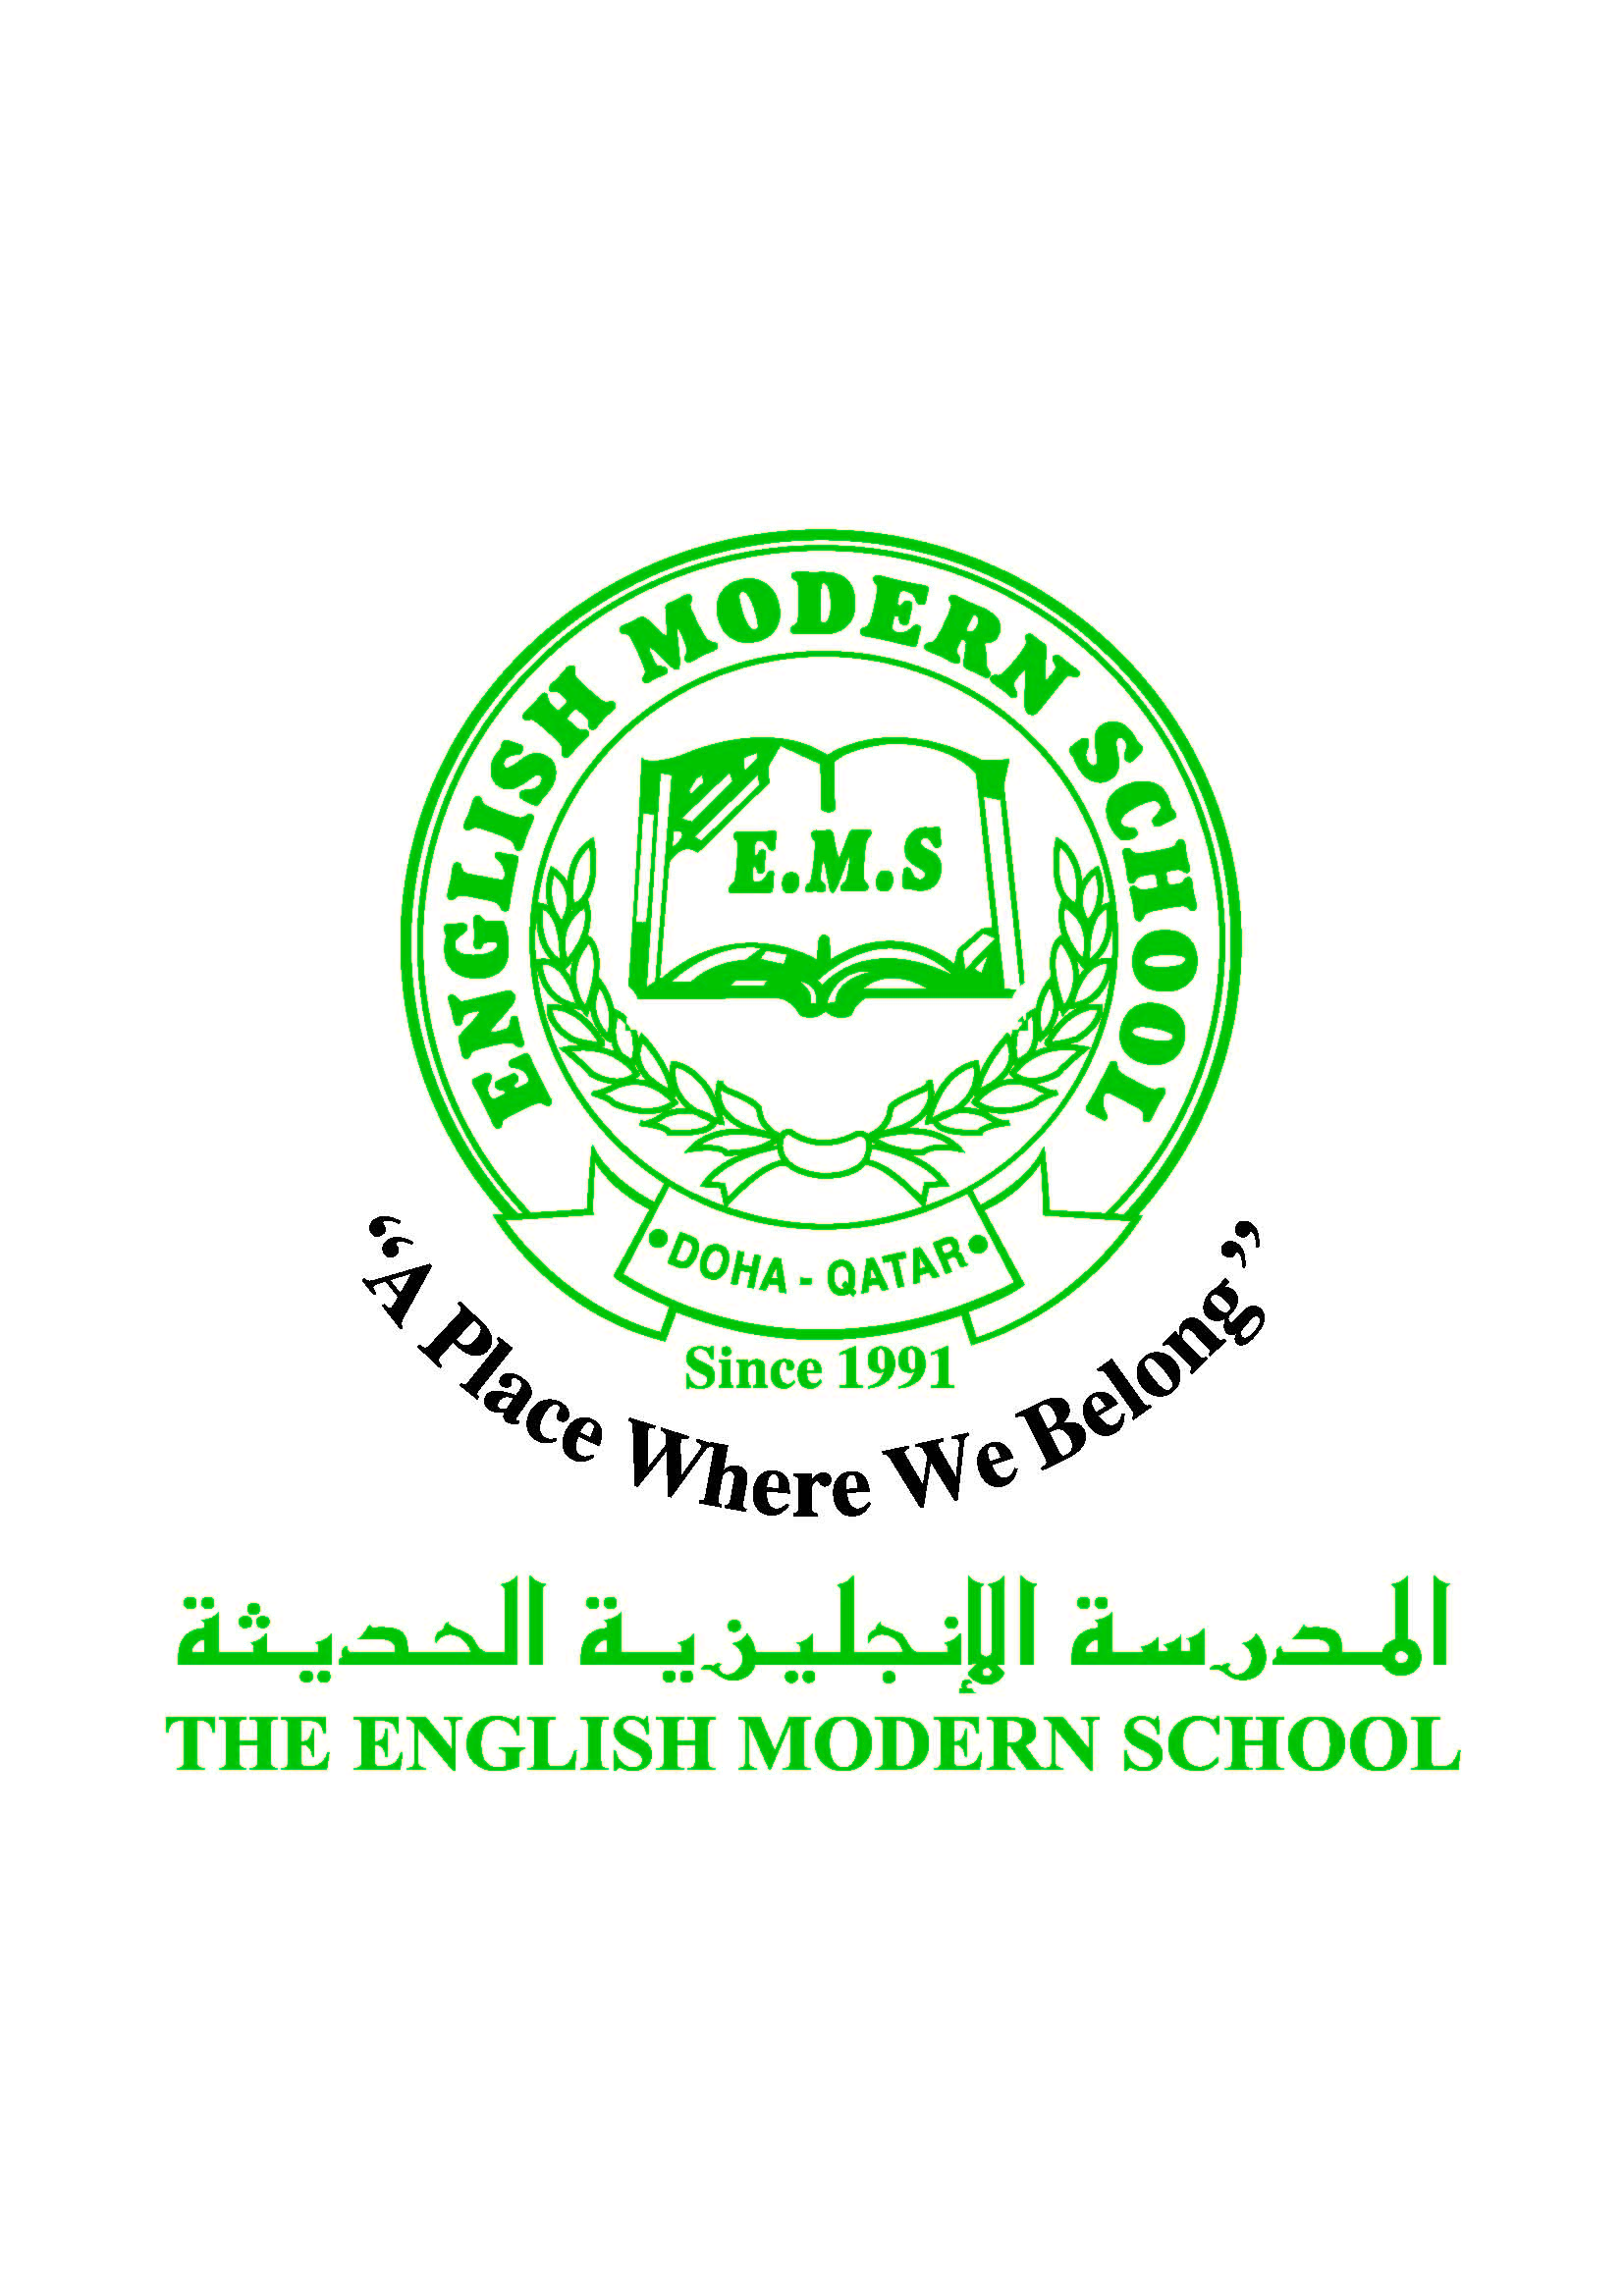 ENGLISH MODERN SCHOOL
E.M.S
•DOHA - QATAR•
Since 1991
“A Place Where We Belong”
المدرسة الإنجليزية الحديثة
THE ENGLISH MODERN SCHOOL